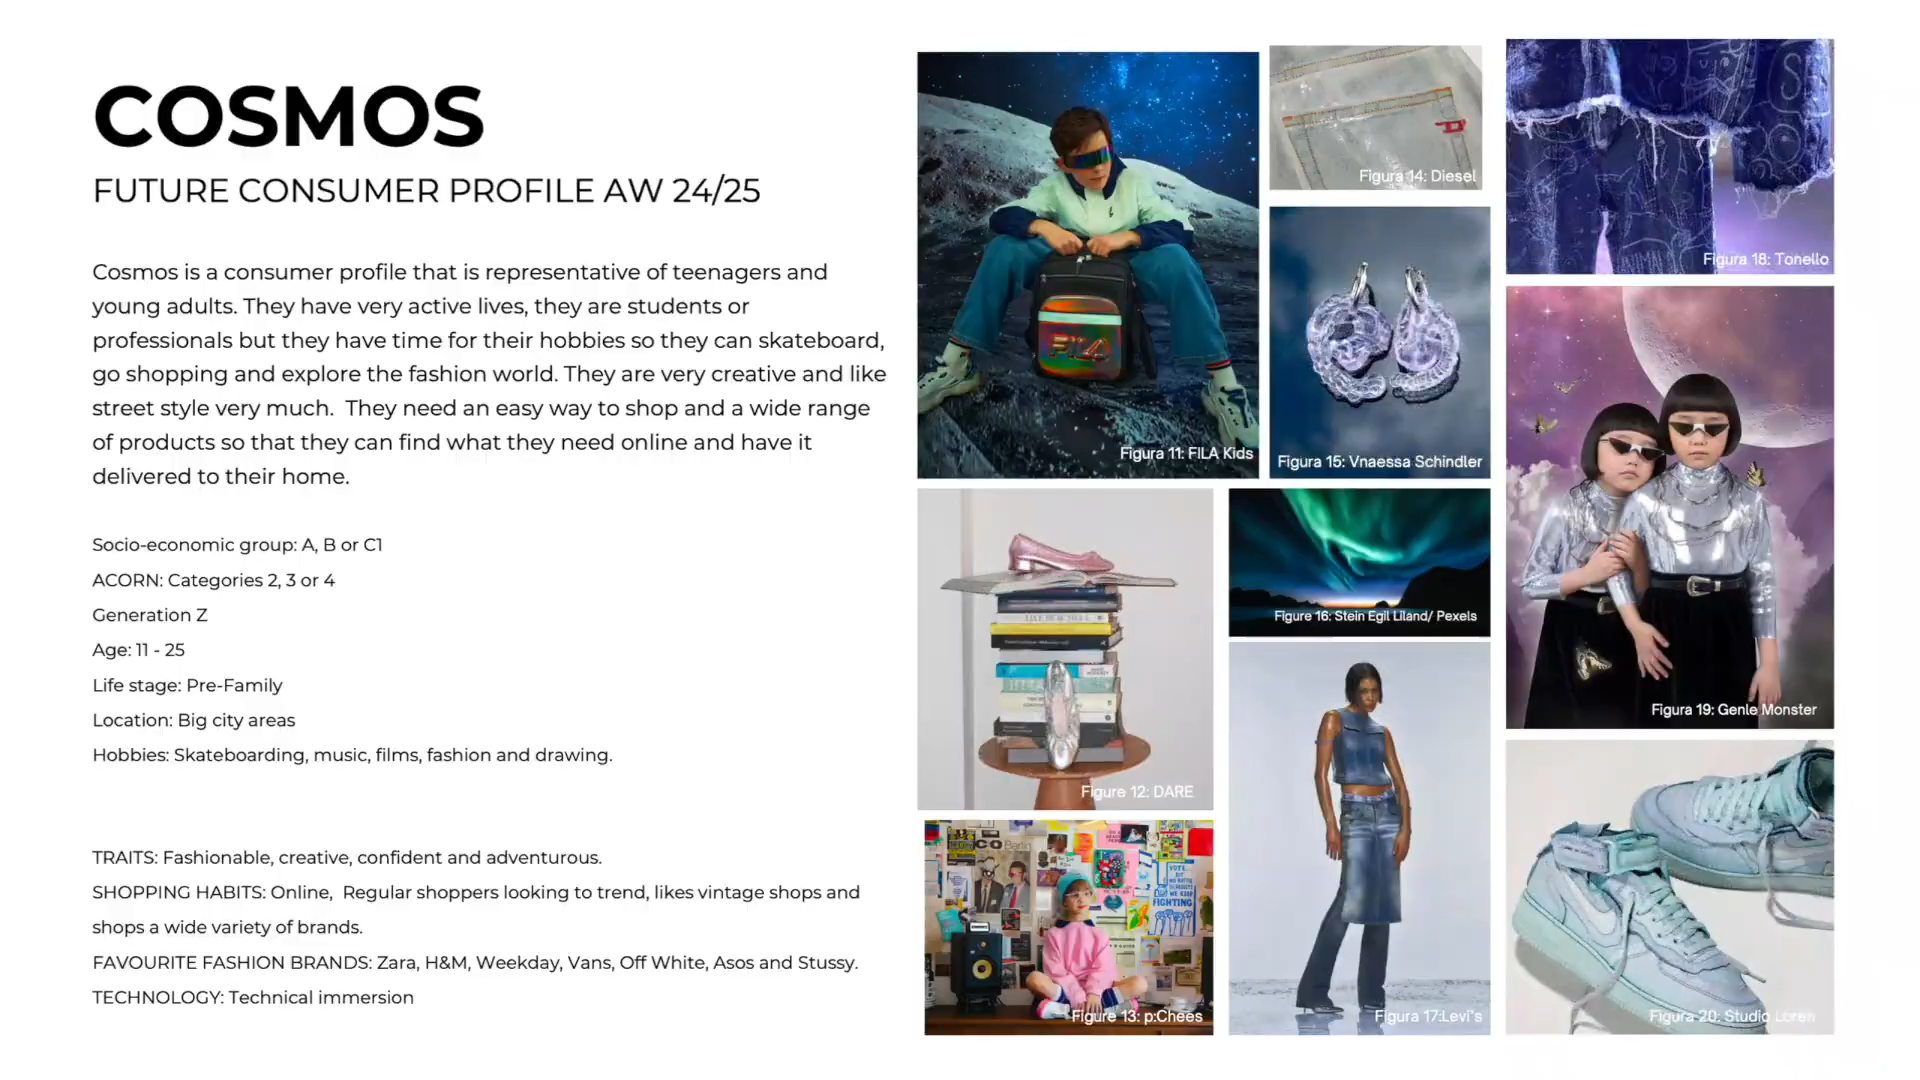 COSMOS
FUTURE CONSUMER PROFILE AW 24/25
Cosmos is a consumer profile that is representative of teenagers and
young adults. They have very active lives, they are students or
professionals but they have time for their hobbies so they can skateboard,
go shopping and explore the fashion world. They are very creative and like
street style very much.  They need an easy way to shop and a wide range
of products so that they can find what they need online and have it
delivered to their home.
Socio-economic group: A, B or C1
ACORN: Categories 2, 3 or 4
Generation Z
Age: 11 - 25
Life stage: Pre-Family
Location: Big city areas
Hobbies: Skateboarding, music, films, fashion and drawing.
TRAITS: Fashionable, creative, confident and adventurous.
SHOPPING HABITS: Online,  Regular shoppers looking to trend, likes vintage shops and
shops a wide variety of brands.
FAVOURITE FASHION BRANDS: Zara, H&M, Weekday, Vans, Off White, Asos and Stussy.
TECHNOLOGY: Technical immersion
FILA
Figura 11: FILA Kids
Figure 12: DARE
CO Berlin
VOTE
FIGHTING
Figure 13: p:Chees
Figura 14: Diesel
Figura 15: Vnaessa Schindler
Figure 16: Stein Egil Liland/ Pexels
Figura 17:Levi's
Figura 18: Tonello
Figura 19: Genle Monster
Figura 20: Studio Loren